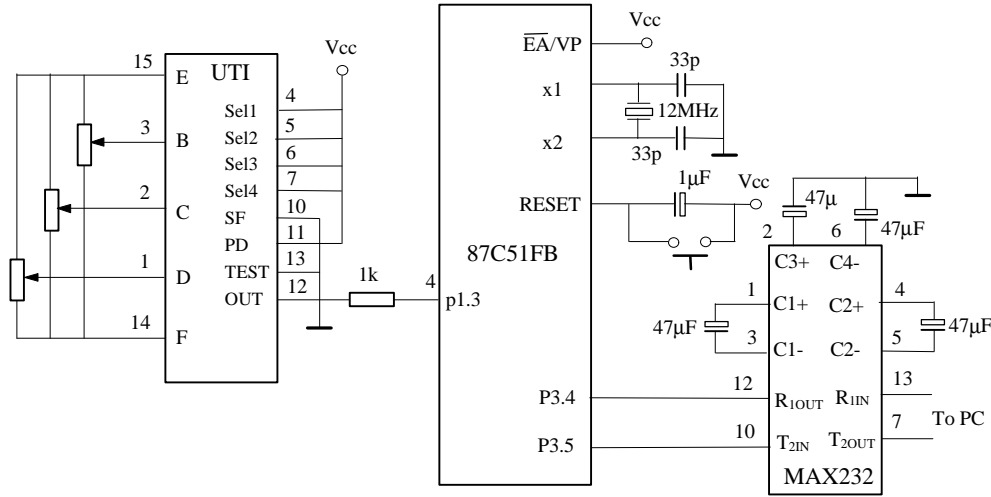 UTI
15
E
3
B
2
C
1
D
14
F
Vcc
4
Sel1
5
Sel2
6
Sel3
7
Sel4
10
SF
11
PD
13
TEST
12
OUT
1k
4
p1.3
87C51FB
EA/VP
Vcc
x1
33p
12MHz
x2
33p
RESET
1μF
Vcc
P3.4
P3.5
47μ
47μF
2
6
C3+
C4-
1
C1+
C2+
4
47μF
47μF
3
C1-
C2-
5
12
R1OUT
R1IN
13
10
T2IN
T2OUT
7
To PC
MAX232